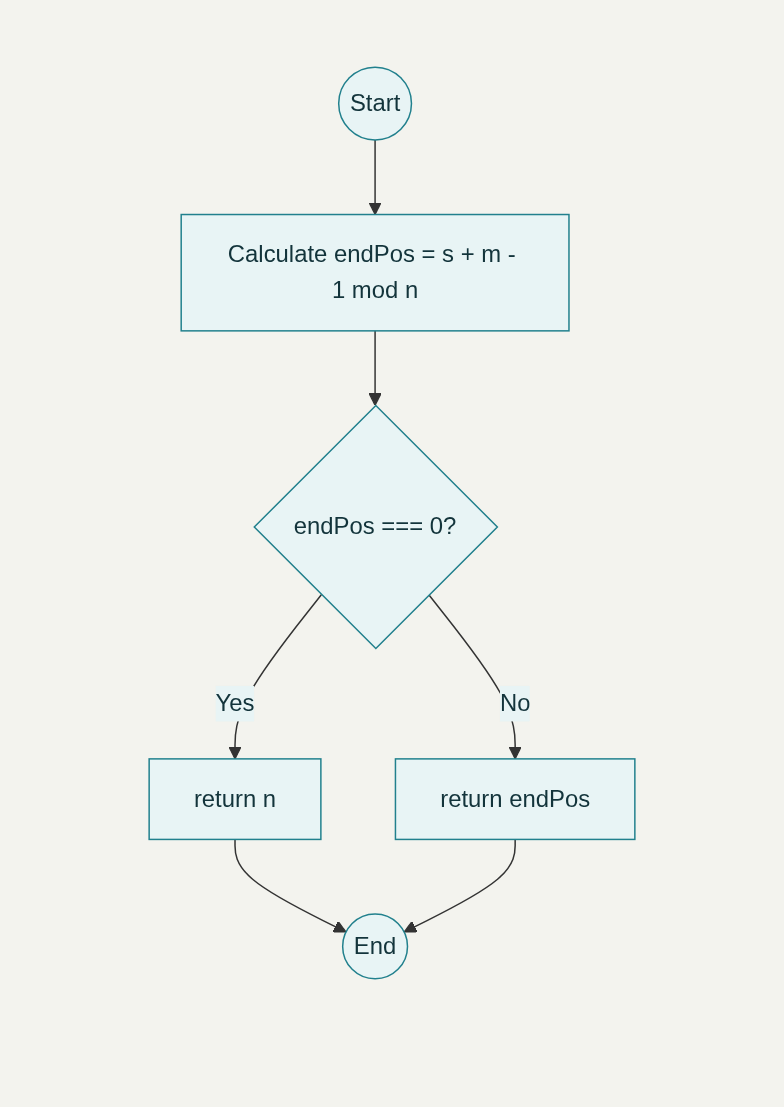 Start
Calculate endPos = s + m -
1 mod n
endPos === 0?
Yes
No
return n
return endPos
End